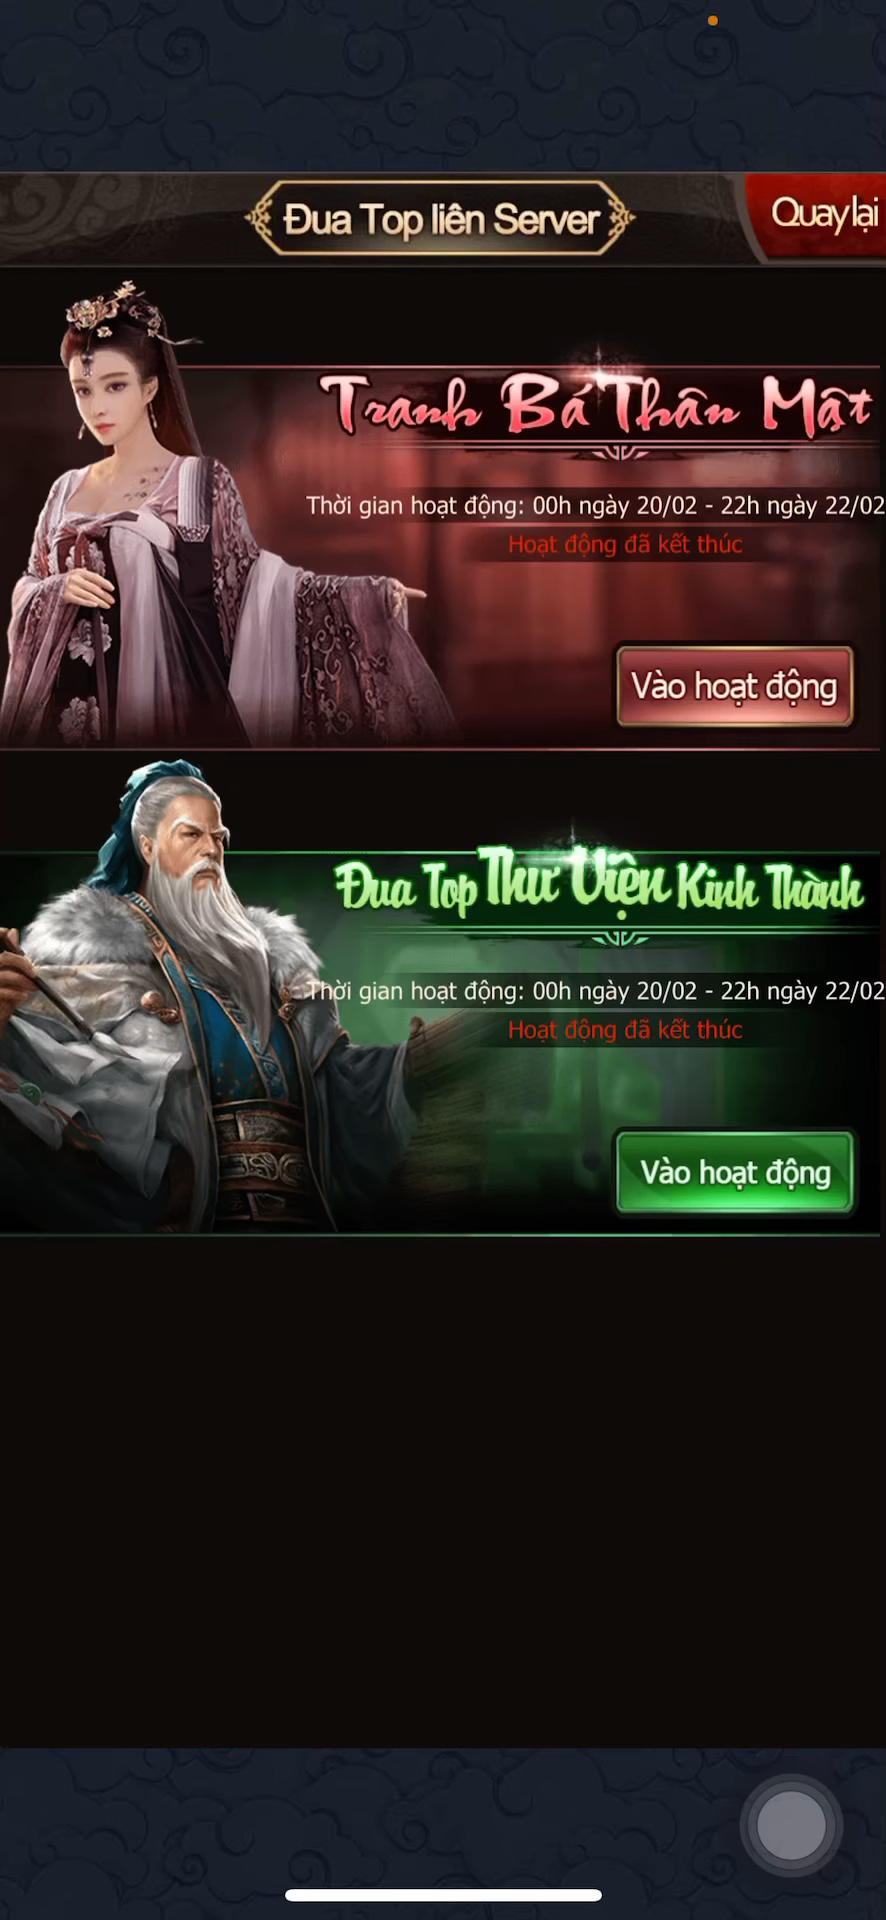 Đua Top liên Server
Quay lại
Tranh Bá Thân Mật
Thời gian hoạt động: 00h ngày 20/02 - 22h ngày 22/02
Hoạt động đã kết thúc
Vào hoạt động
Đua Top Thư Viện Kinh Thành
Thời gian hoạt động: 00h ngày 20/02 - 22h ngày 22/02
Hoạt động đã kết thúc
Vào hoạt động